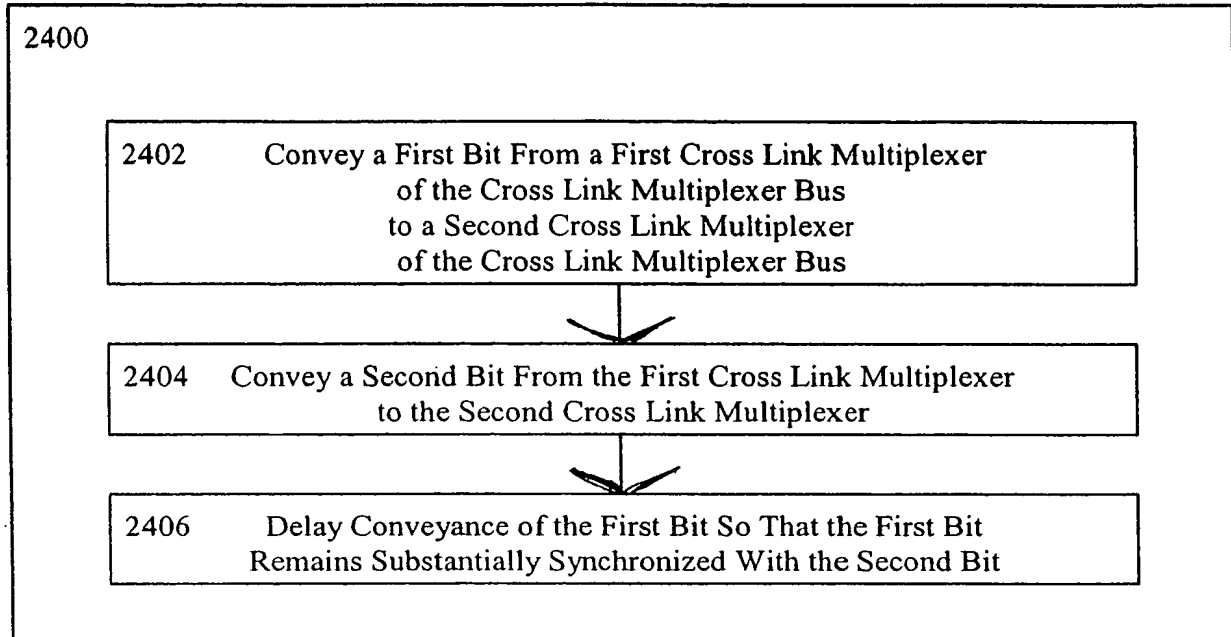 2400
2402 Convey a First Bit From a First Cross Link Multiplexer
of the Cross Link Multiplexer Bus
to a Second Cross Link Multiplexer
of the Cross Link Multiplexer Bus
2404 Convey a Second Bit From the First Cross Link Multiplexer
to the Second Cross Link Multiplexer
2406 Delay Conveyance of the First Bit So That the First Bit
Remains Substantially Synchronized With the Second Bit